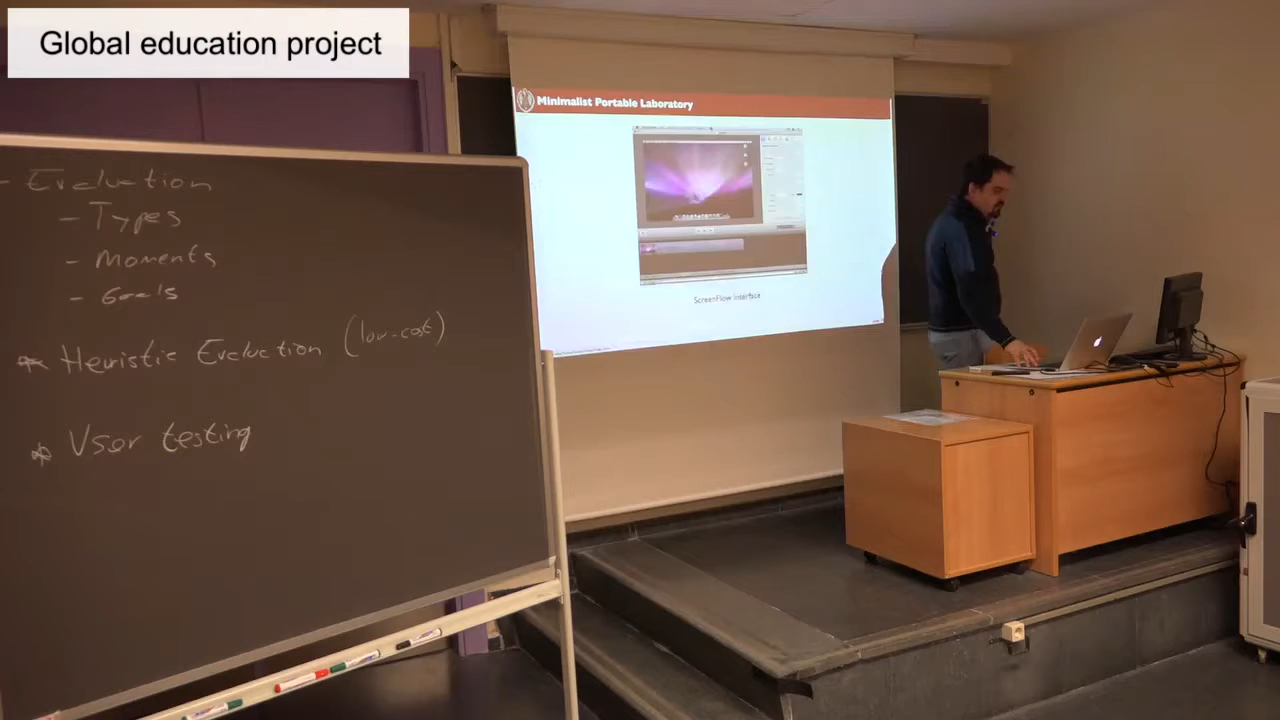 Global education project
Minimalist Portable Laboratory
ScreenFlow Interface
- Evaluation
- Types
- Moments
- Goals
* Heuristic Evaluation (low-cost)
* User testing